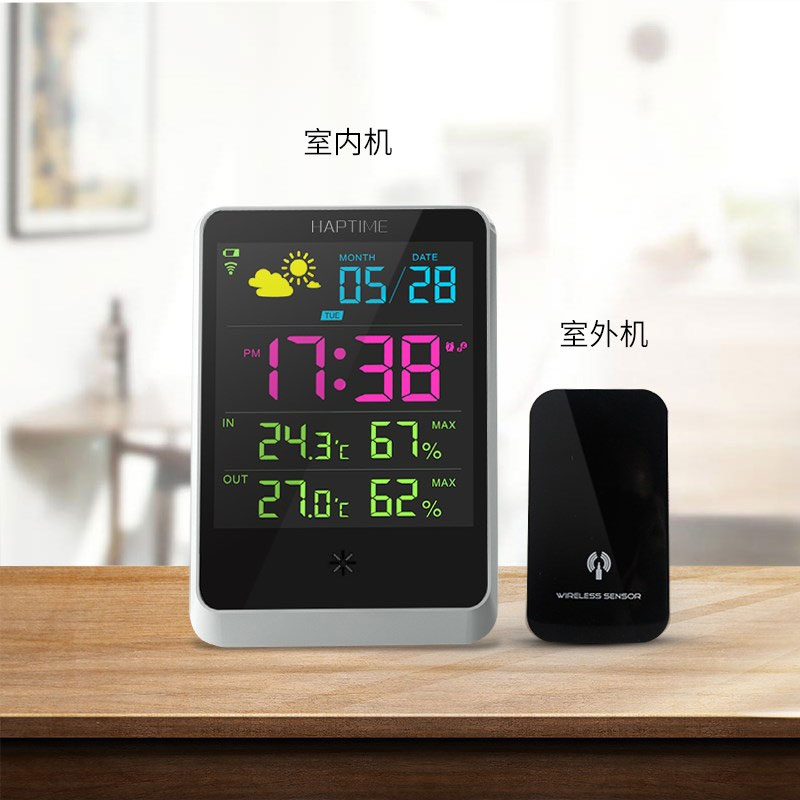 室内机
HAPTIME
MONTH DATE
05/28
TUE
PM 17:38
室外机
IN 24.3°C 67% MAX
OUT 27.0°C 62% MAX
WIRELESS SENSOR